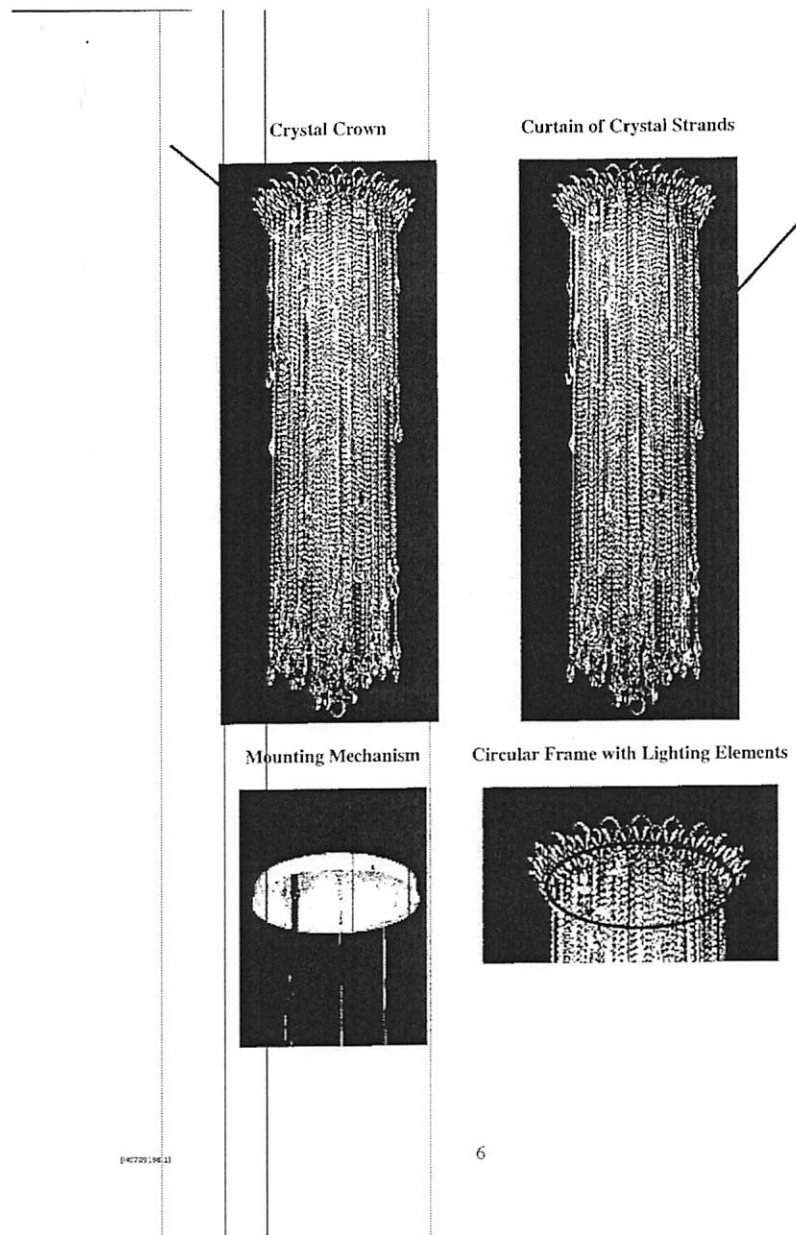 Crystal Crown
Curtain of Crystal Strands
Mounting Mechanism
Circular Frame with Lighting Elements
6